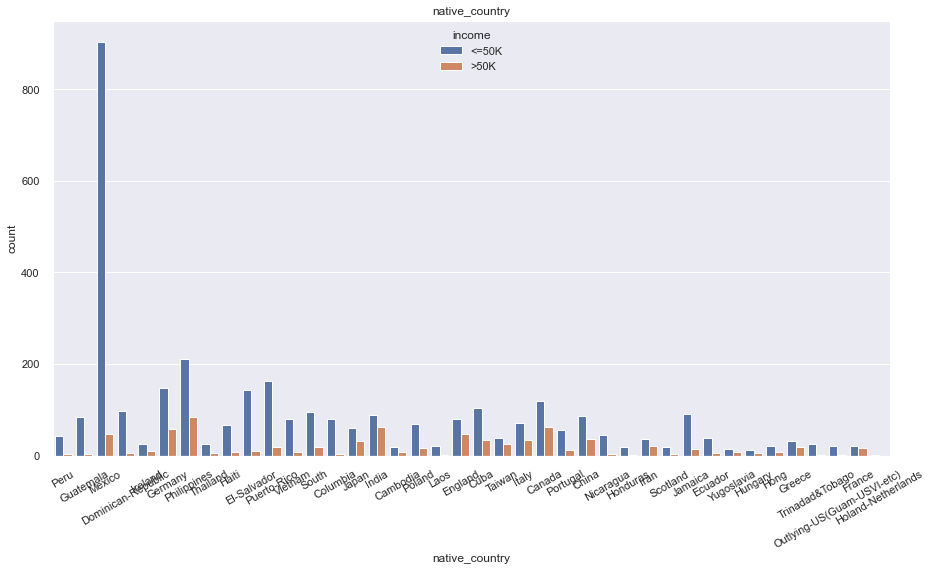 native_country
income
<=50K
>50K
800
600
400
200
0
count
Peru
Guatemala
Mexico
Dominican-Republic
Ireland
Germany
Philippines
Thailand
Haiti
El-Salvador
Puerto-Rico
Vietnam
South
Columbia
Japan
India
Cambodia
Poland
Laos
England
Cuba
Taiwan
Italy
Canada
Portugal
China
Nicaragua
Honduras
Iran
Scotland
Jamaica
Ecuador
Yugoslavia
Hungary
Hong
Greece
Trinadad&Tobago
Outlying-US(Guam-USVI-etc)
France
Holand-Netherlands
native_country